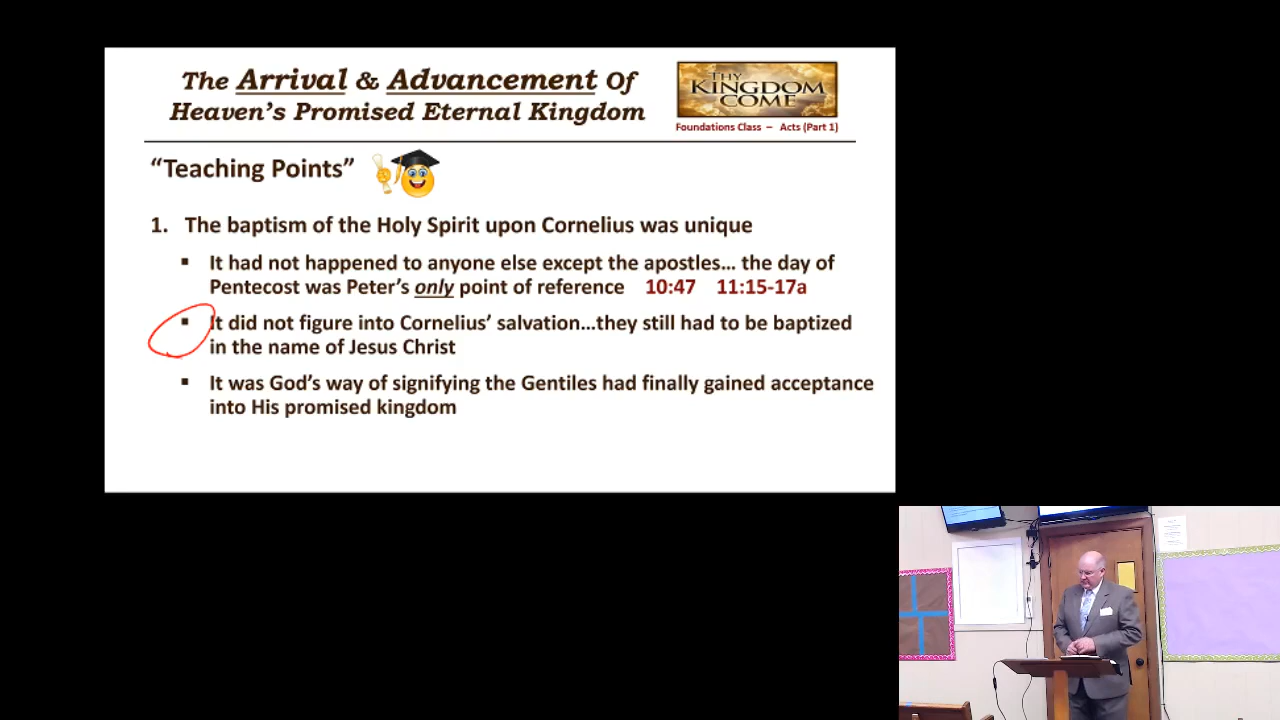 The Arrival & Advancement Of
Heaven's Promised Eternal Kingdom
THY
KINGDOM
COME
Foundations Class – Acts (Part 1)
“Teaching Points”
1. The baptism of the Holy Spirit upon Cornelius was unique
▪ It had not happened to anyone else except the apostles… the day of
Pentecost was Peter's only point of reference 10:47 11:15-17a
▪ It did not figure into Cornelius' salvation…they still had to be baptized
in the name of Jesus Christ
▪ It was God's way of signifying the Gentiles had finally gained acceptance
into His promised kingdom